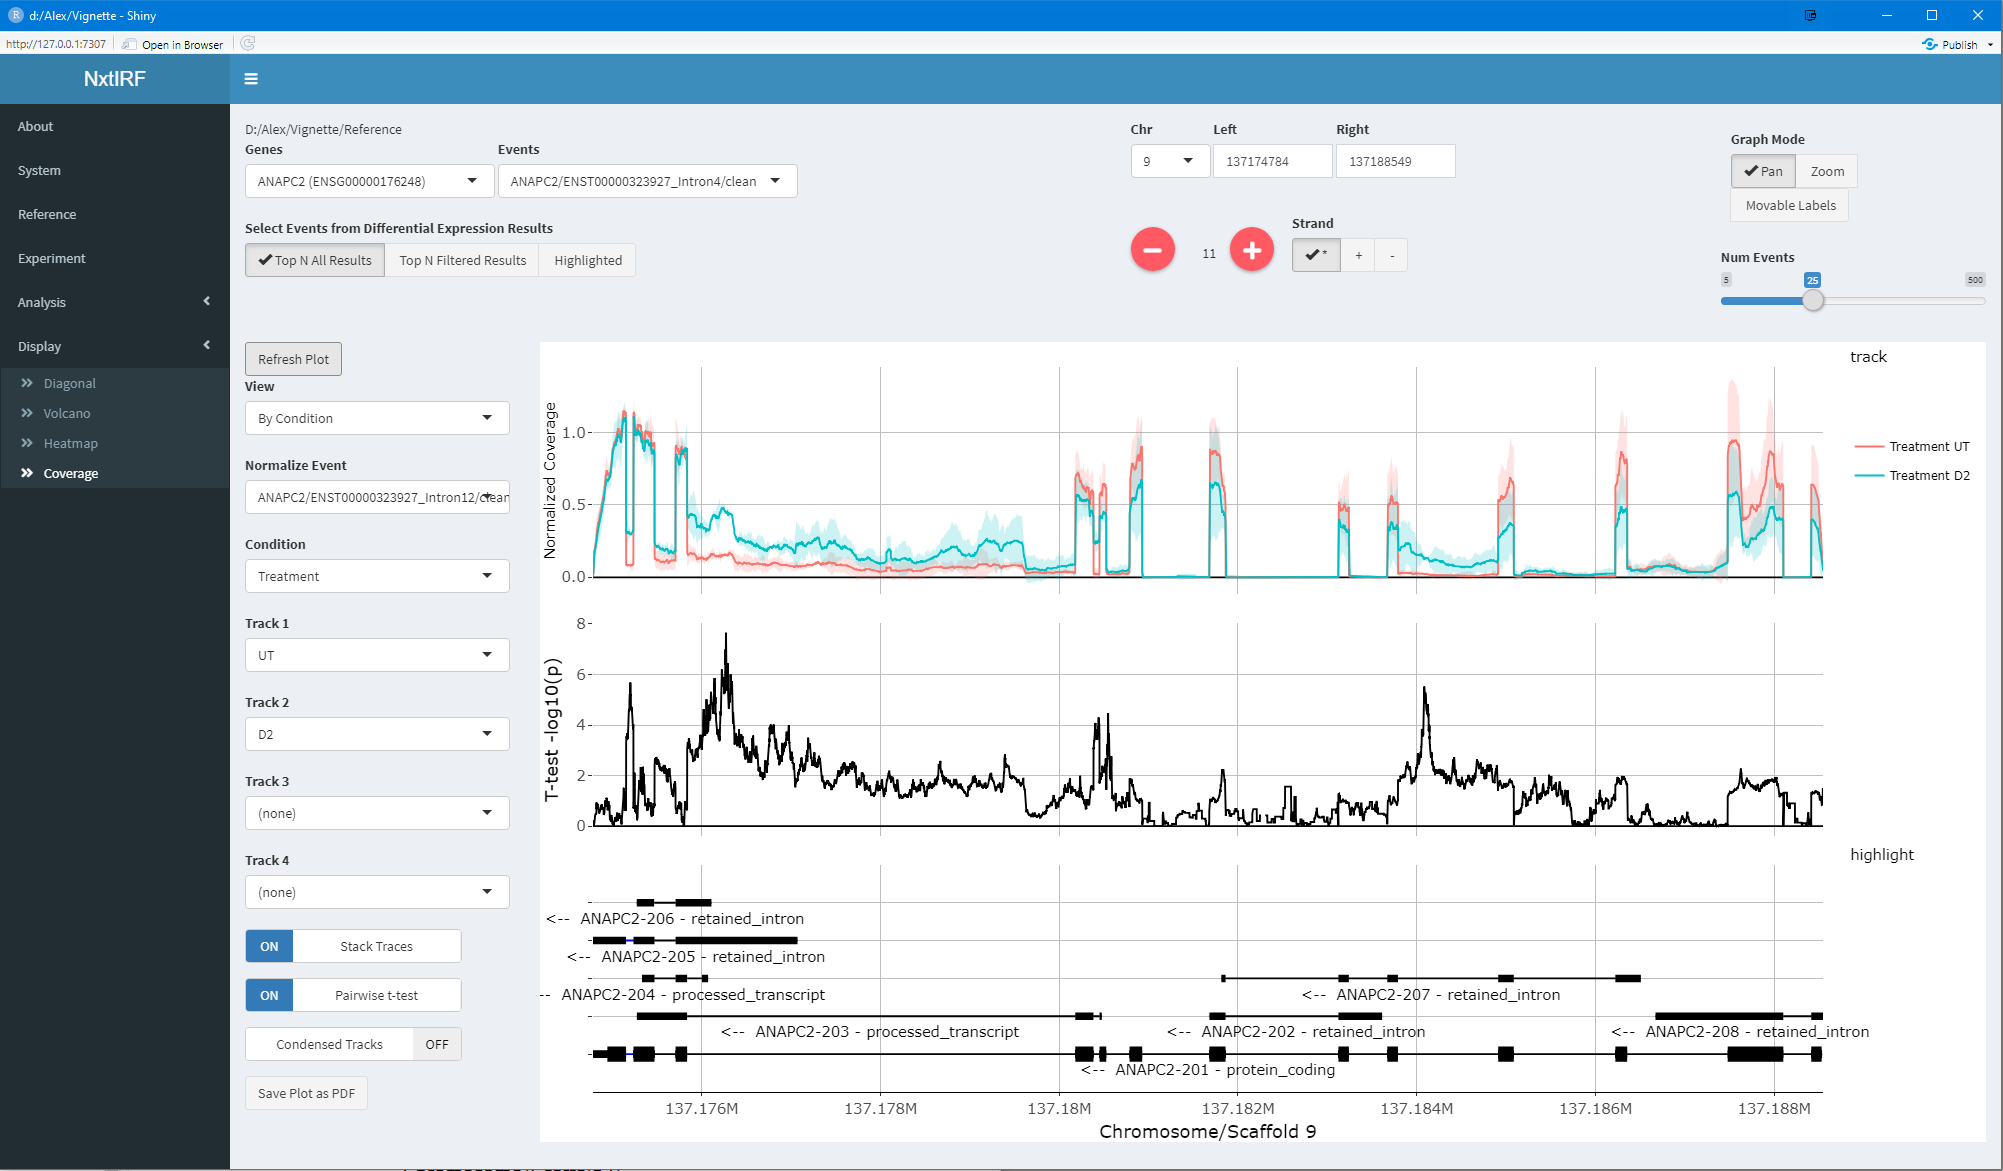 d:/Alex/Vignette - Shiny
http://127.0.0.1:7307 Open in Browser Publish
NxtIRF
About
System
Reference
Experiment
Analysis
Display
Diagonal
Volcano
Heatmap
Coverage
D:/Alex/Vignette/Reference
Genes Events
ANAPC2 (ENSG00000176248) ANAPC2/ENST00000323927_Intron4/clean
Select Events from Differential Expression Results
Top N All Results Top N Filtered Results Highlighted
Chr Left Right
9 137174784 137188549
11
Strand
* + -
Graph Mode
Pan Zoom
Movable Labels
Num Events
5 25 500
Refresh Plot
View
By Condition
Normalize Event
ANAPC2/ENST00000323927_Intron12/clean
Condition
Treatment
Track 1
UT
Track 2
D2
Track 3
(none)
Track 4
(none)
ON Stack Traces
ON Pairwise t-test
Condensed Tracks OFF
Save Plot as PDF
track
Treatment UT
Treatment D2
Normalized Coverage
1.0
0.5
0.0
T-test -log10(p)
8
6
4
2
0
highlight
<-- ANAPC2-206 - retained_intron
<-- ANAPC2-205 - retained_intron
-- ANAPC2-204 - processed_transcript <-- ANAPC2-207 - retained_intron
<-- ANAPC2-203 - processed_transcript <-- ANAPC2-202 - retained_intron <-- ANAPC2-208 - retained_intron
<-- ANAPC2-201 - protein_coding
137.176M 137.178M 137.18M 137.182M 137.184M 137.186M 137.188M
Chromosome/Scaffold 9